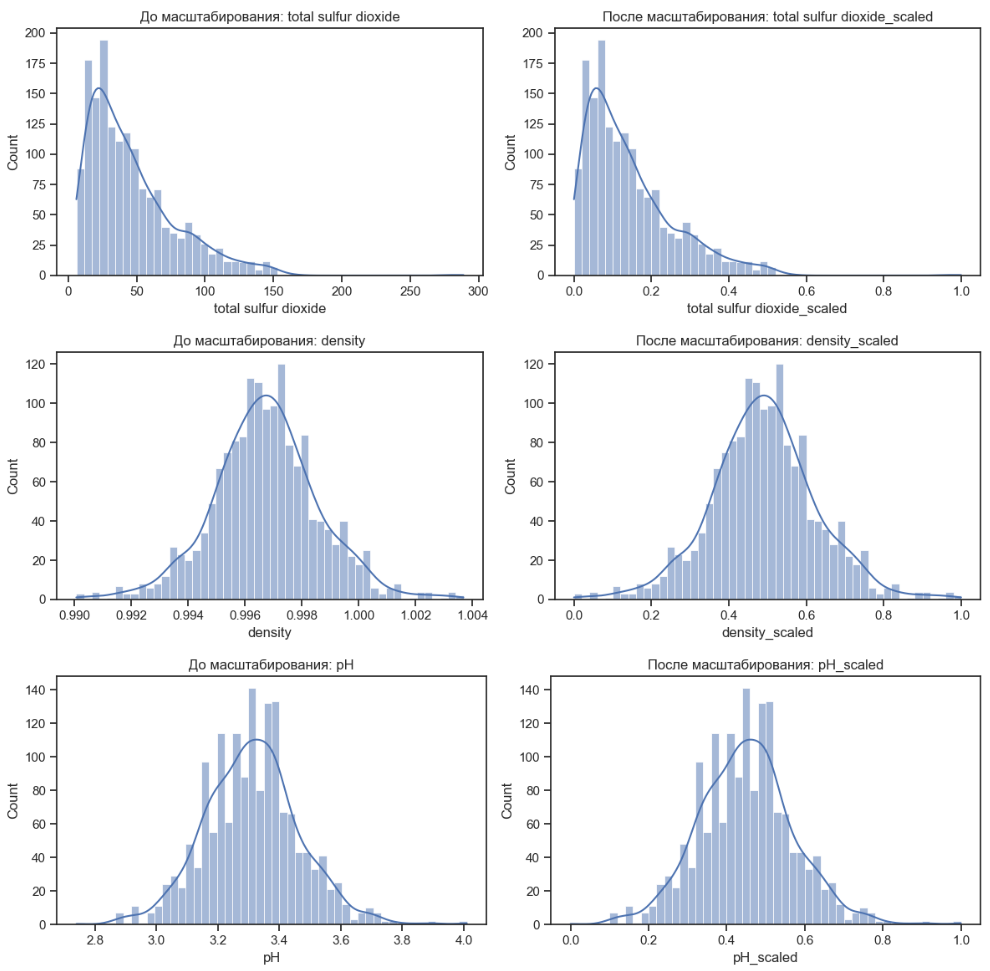 До масштабирования: total sulfur dioxide
200
175
150
125
100
75
50
25
0
Count
0 50 100 150 200 250 300
total sulfur dioxide
После масштабирования: total sulfur dioxide_scaled
200
175
150
125
100
75
50
25
0
Count
0.0 0.2 0.4 0.6 0.8 1.0
total sulfur dioxide_scaled
До масштабирования: density
120
100
80
60
40
20
0
Count
0.990 0.992 0.994 0.996 0.998 1.000 1.002 1.004
density
После масштабирования: density_scaled
120
100
80
60
40
20
0
Count
0.0 0.2 0.4 0.6 0.8 1.0
density_scaled
До масштабирования: pH
140
120
100
80
60
40
20
0
Count
2.8 3.0 3.2 3.4 3.6 3.8 4.0
pH
После масштабирования: pH_scaled
140
120
100
80
60
40
20
0
Count
0.0 0.2 0.4 0.6 0.8 1.0
pH_scaled